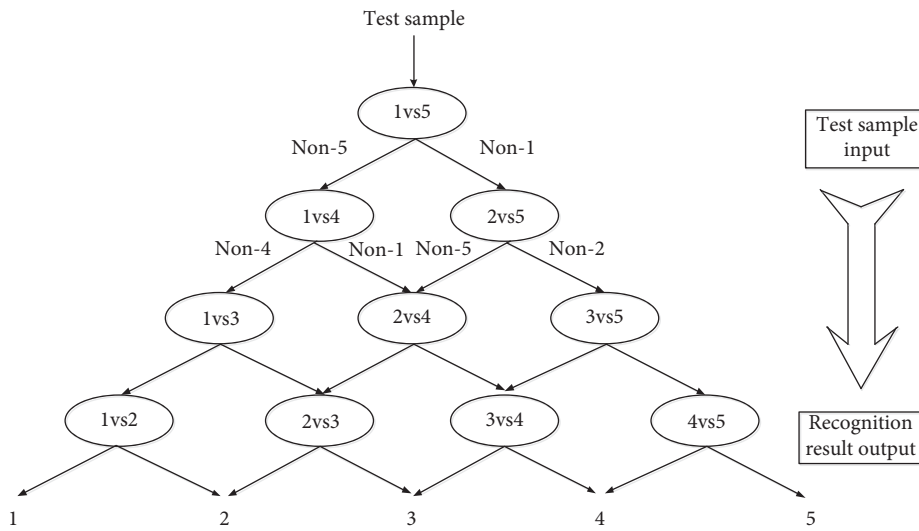 Test sample
1vs5
Test sample
input
Non-5
Non-1
1vs4
2vs5
Non-4
Non-1
Non-5
Non-2
1vs3
2vs4
3vs5
1vs2
2vs3
3vs4
4vs5
Recognition
result output
1
2
3
4
5